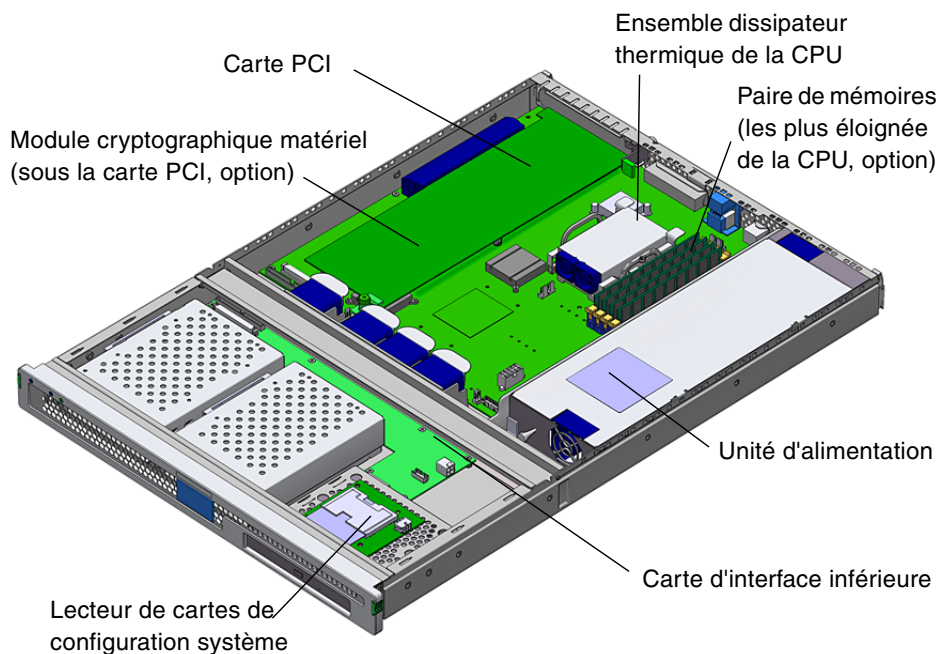 Ensemble dissipateur
thermique de la CPU
Carte PCI
Paire de mémoires
(les plus éloignée
de la CPU, option)
Module cryptographique matériel
(sous la carte PCI, option)
Unité d'alimentation
Carte d'interface inférieure
Lecteur de cartes de
configuration système